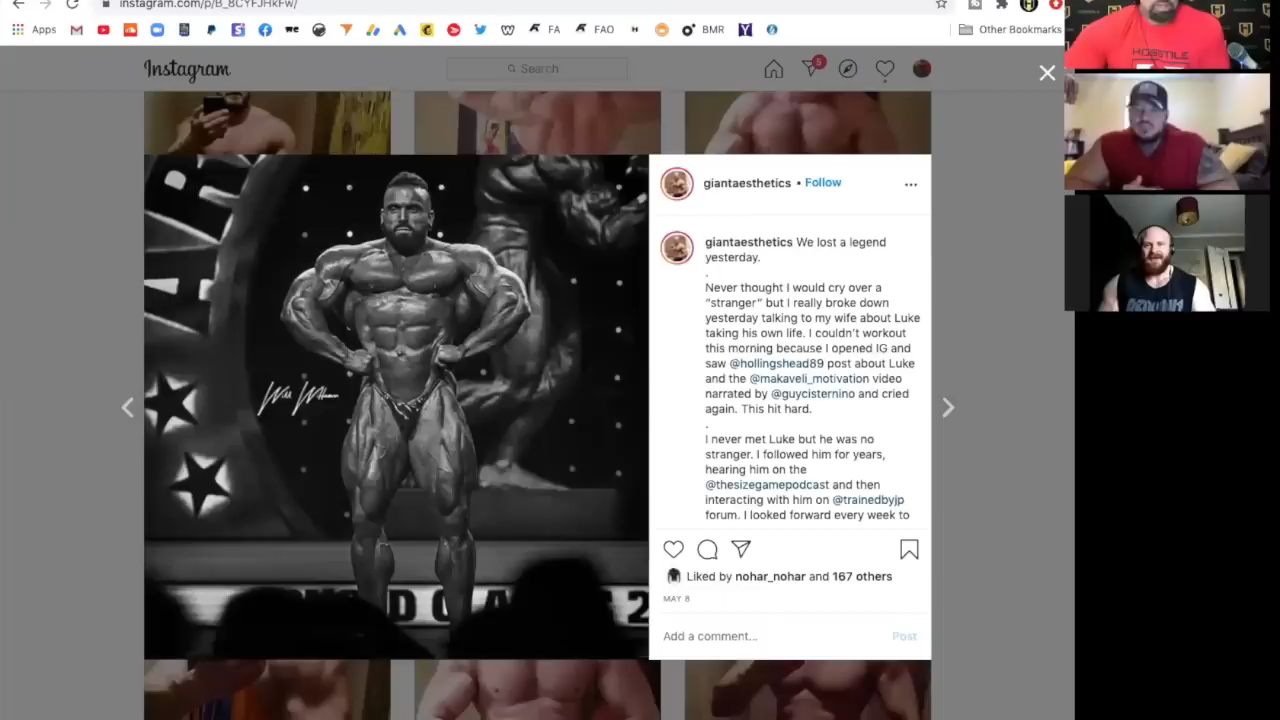 instagram.com/p/B_8CYFJHkFw/
Apps
FA
FAO
BMR
Other Bookmarks
Instagram
Search
5
giantaesthetics • Follow
giantaesthetics We lost a legend
yesterday.
.
Never thought I would cry over a
“stranger” but I really broke down
yesterday talking to my wife about Luke
taking his own life. I couldn’t workout
this morning because I opened IG and
saw @hollingshead89 post about Luke
and the @makaveli_motivation video
narrated by @guycisternino and cried
again. This hit hard.
.
I never met Luke but he was no
stranger. I followed him for years,
hearing him on the
@thesizegamepodcast and then
interacting with him on @trainedbyjp
forum. I looked forward every week to
Liked by nohar_nohar and 167 others
MAY 8
Add a comment...
Post
HOSTILE